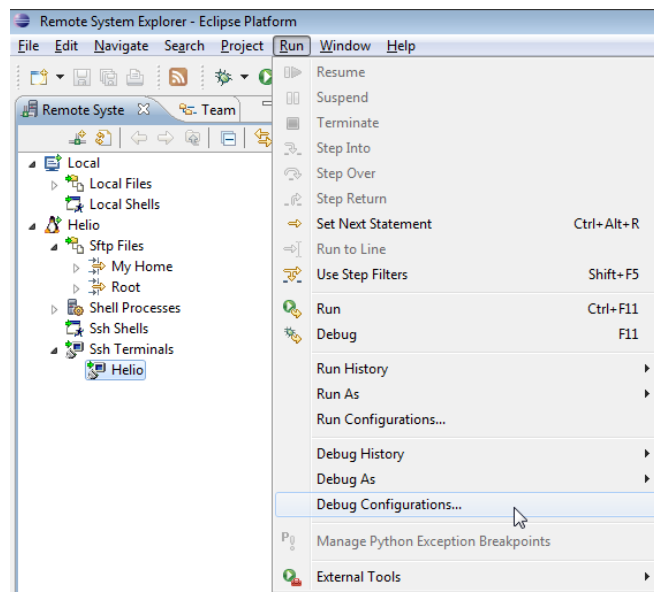 Remote System Explorer - Eclipse Platform
File Edit Navigate Search Project Run Window Help
Remote Syste
Team
Local
Local Files
Local Shells
Helio
Sftp Files
My Home
Root
Shell Processes
Ssh Shells
Ssh Terminals
Helio
Resume
Suspend
Terminate
Step Into
Step Over
Step Return
Set Next Statement Ctrl+Alt+R
Run to Line
Use Step Filters Shift+F5
Run Ctrl+F11
Debug F11
Run History
Run As
Run Configurations...
Debug History
Debug As
Debug Configurations...
Manage Python Exception Breakpoints
External Tools